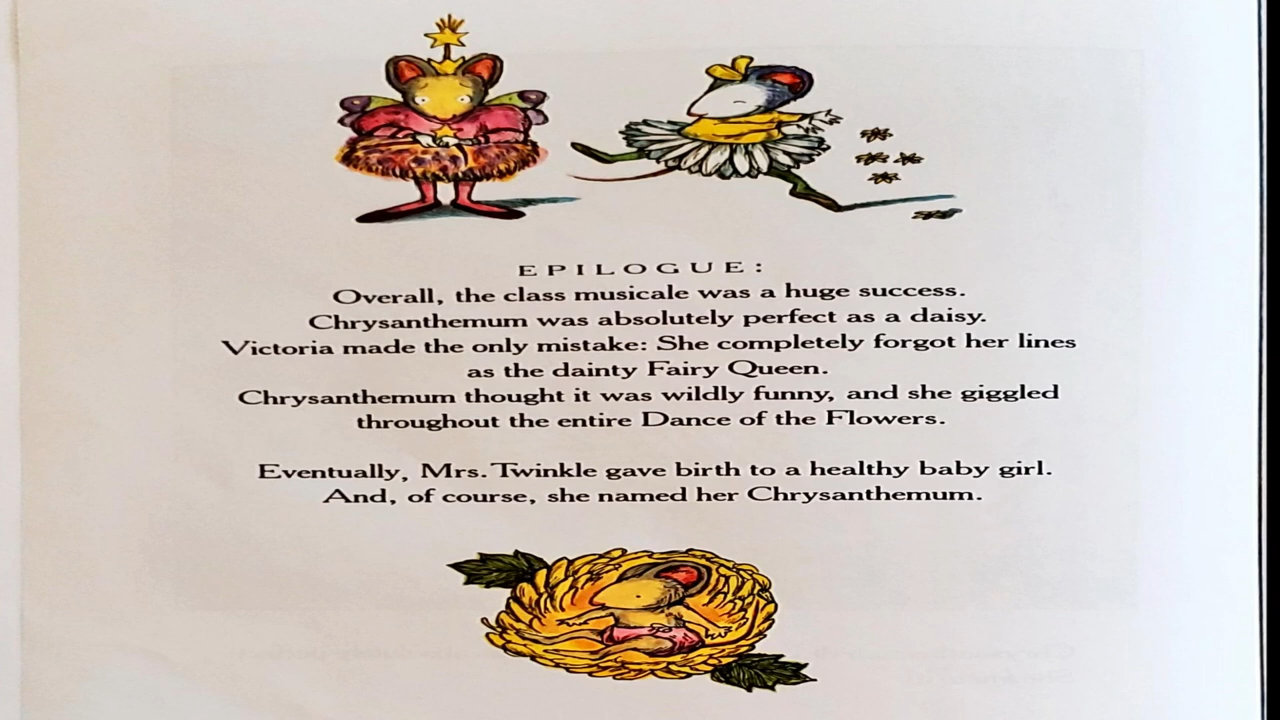 EPILOGUE:
Overall, the class musicale was a huge success.
Chrysanthemum was absolutely perfect as a daisy.
Victoria made the only mistake: She completely forgot her lines
as the dainty Fairy Queen.
Chrysanthemum thought it was wildly funny, and she giggled
throughout the entire Dance of the Flowers.
Eventually, Mrs. Twinkle gave birth to a healthy baby girl.
And, of course, she named her Chrysanthemum.